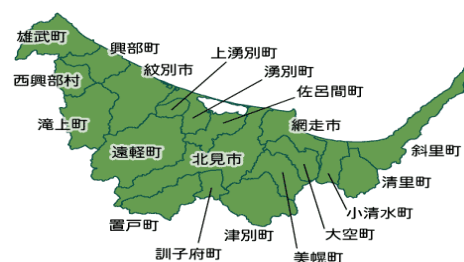 雄武町
興部町
上湧別町
紋別市
湧別町
西興部村
佐呂間町
滝上町
網走市
遠軽町
北見市
斜里町
清里町
小清水町
置戸町
大空町
訓子府町
津別町
美幌町